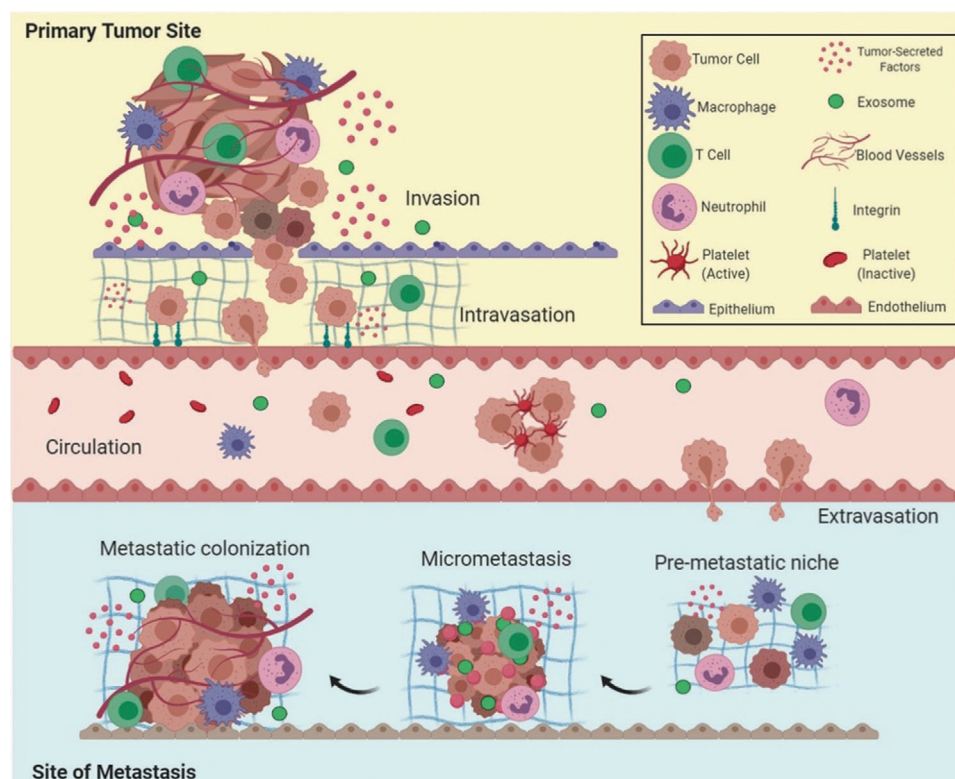 Primary Tumor Site
Tumor Cell
Tumor-Secreted
Factors
Macrophage
Exosome
T Cell
Blood Vessels
Neutrophil
Integrin
Platelet
(Active)
Platelet
(Inactive)
Epithelium
Endothelium
Invasion
Intravasation
Circulation
Extravasation
Metastatic colonization
Micrometastasis
Pre-metastatic niche
Site of Metastasis